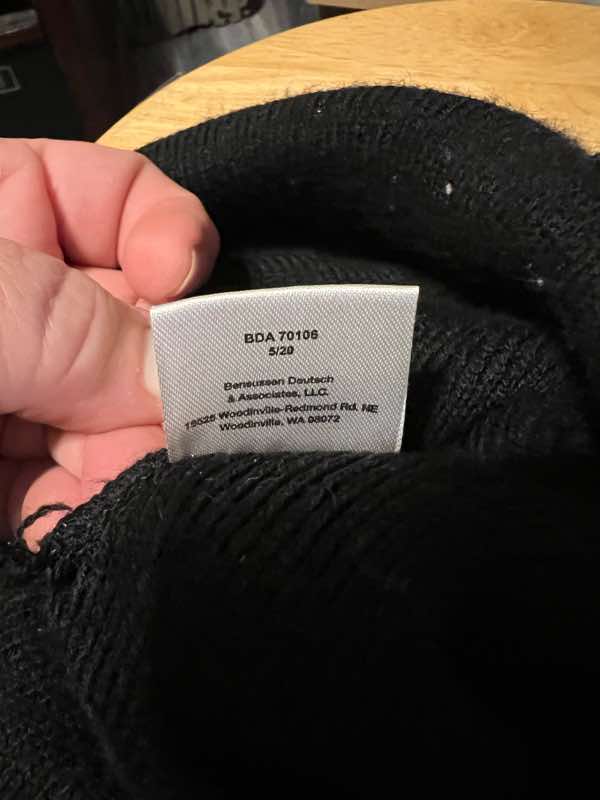 BDA 70106
5/20
Bensussen Deutsch
& Associates, LLC.
15525 Woodinville-Redmond Rd. NE
Woodinville, WA 98072